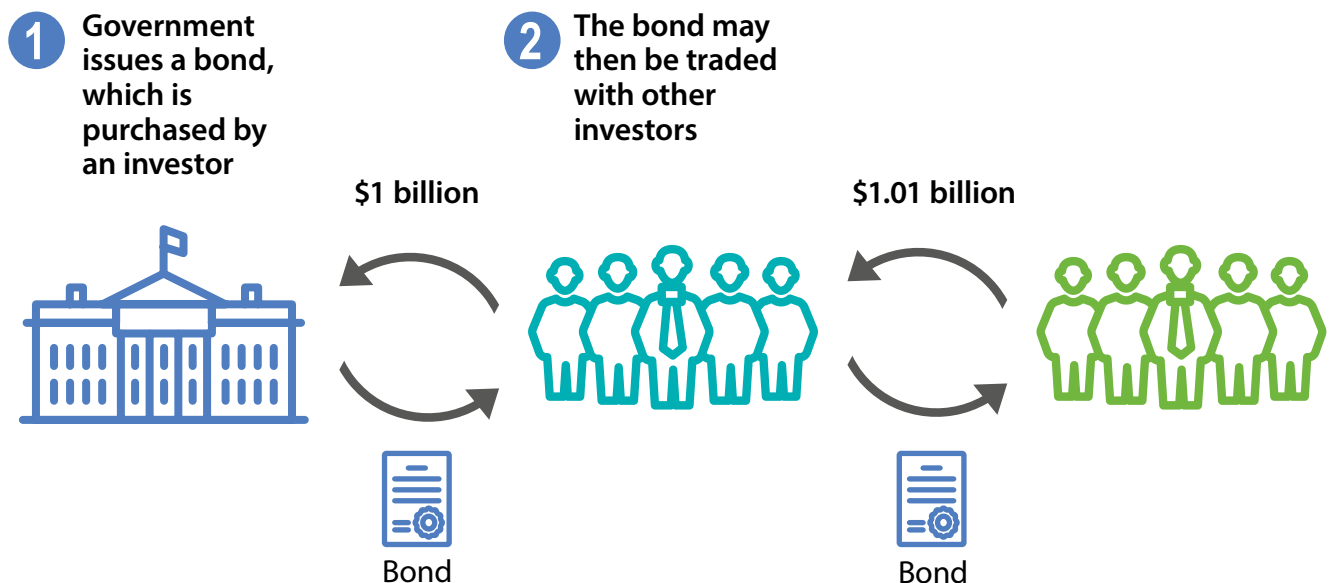 1
Government
issues a bond,
which is
purchased by
an investor
2
The bond may
then be traded
with other
investors
$1 billion
$1.01 billion
Bond
Bond